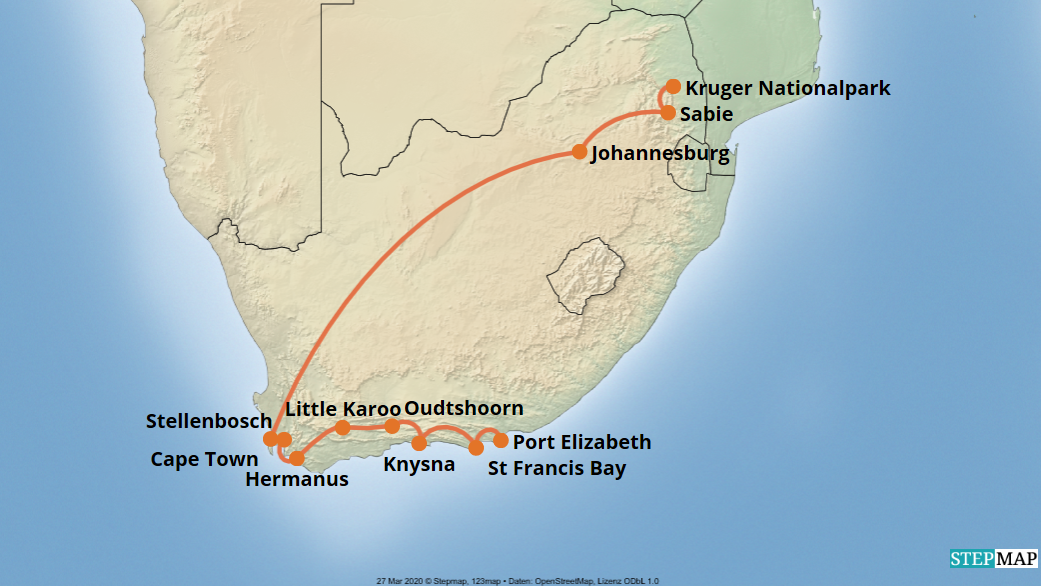 Kruger Nationalpark
Sabie
Johannesburg
Little Karoo
Oudtshoorn
Stellenbosch
Port Elizabeth
Cape Town
Knysna
St Francis Bay
Hermanus
STEPMAP
27 Mar 2020 © Stepmap, 123map • Daten: OpenStreetMap, Lizenz ODbL 1.0